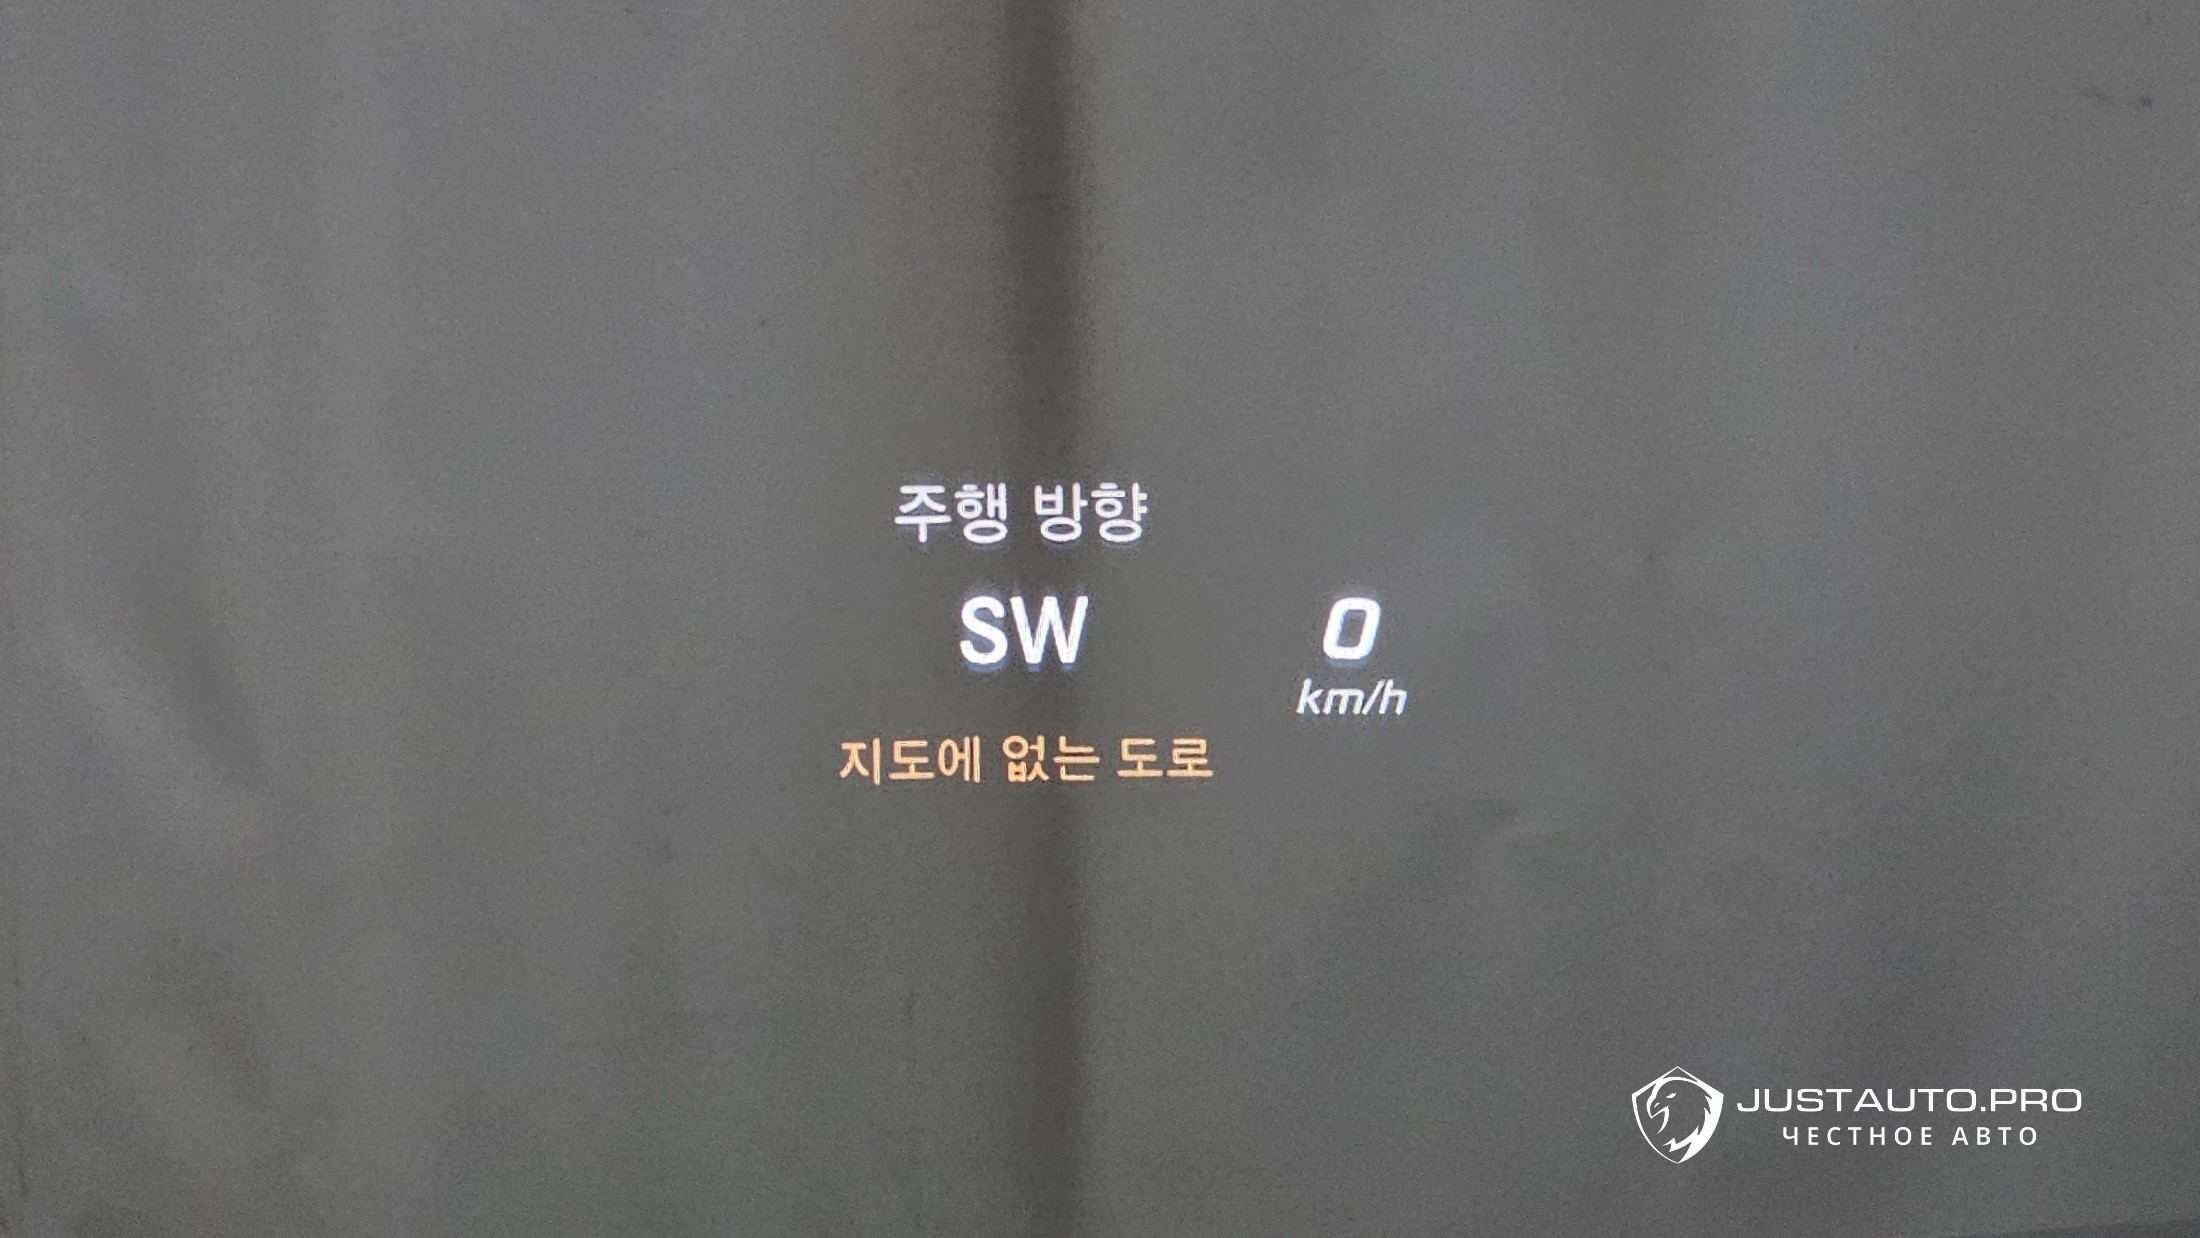 주행 방향
SW
0
km/h
지도에 없는 도로
JUSTAUTO.PRO
ЧЕСТНОЕ АВТО